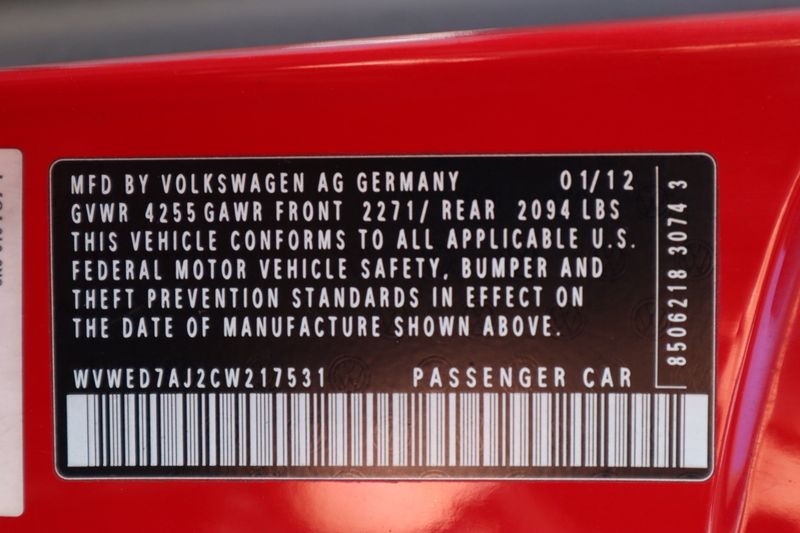 MFD BY VOLKSWAGEN AG GERMANY 01/12
GVWR 4255 GAWR FRONT 2271/ REAR 2094 LBS
THIS VEHICLE CONFORMS TO ALL APPLICABLE U.S.
FEDERAL MOTOR VEHICLE SAFETY, BUMPER AND
THEFT PREVENTION STANDARDS IN EFFECT ON
THE DATE OF MANUFACTURE SHOWN ABOVE.
WVWED7AJ2CW217531 PASSENGER CAR
8506218 3074 3